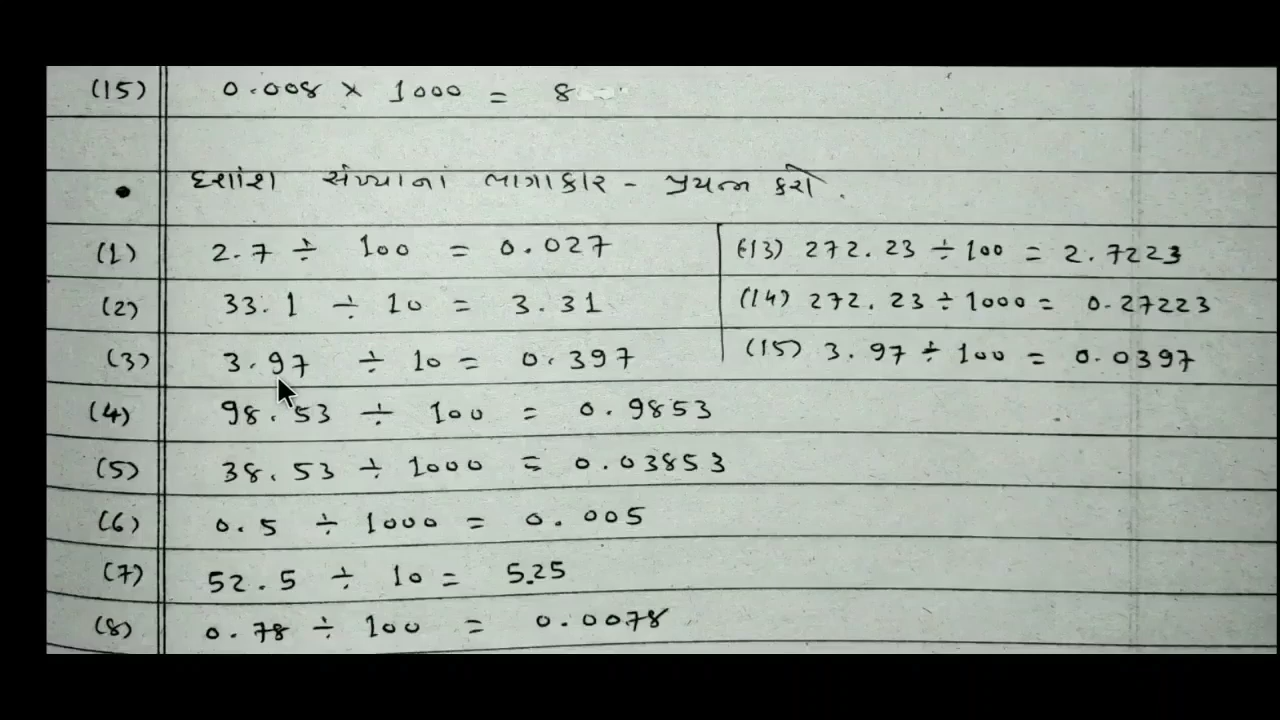 (15) 0.008 × 1000 = 8
• દશાંશ સંખ્યાના ભાગાકાર - પ્રયત્ન કરો.
(1) 2.7 ÷ 100 = 0.027
(2) 33.1 ÷ 10 = 3.31
(3) 3.97 ÷ 10 = 0.397
(4) 98.53 ÷ 100 = 0.9853
(5) 38.53 ÷ 1000 = 0.03853
(6) 0.5 ÷ 1000 = 0.005
(7) 52.5 ÷ 10 = 5.25
(8) 0.78 ÷ 100 = 0.0078
(13) 272.23 ÷ 100 = 2.7223
(14) 272.23 ÷ 1000 = 0.27223
(15) 3.97 ÷ 100 = 0.0397